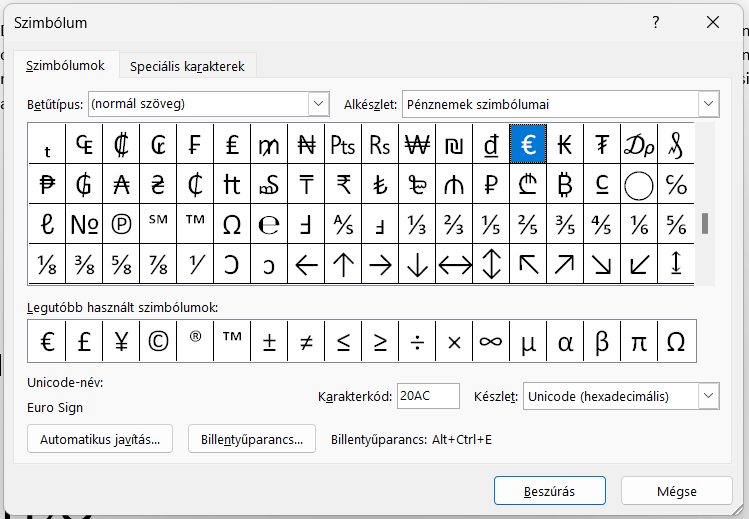 Szimbólum
Szimbólumok
Speciális karakterek
Betűtípus: (normál szöveg) Alkészlet: Pénznemek szimbólumai
ₜ ₠ ₡ ₢ ₣ ₤ ₥ ₦ ₧ ₨ ₩ ₪ ₫ € ₭ ₮ ₯ ₰
₱ ₲ ₳ ₴ ₵ ₶ ₷ ₸ ₹ ₺ ₻ ₼ ₽ ₾ ₿ ⃀ ⃝ ℅
ℓ № ℗ ℠ ™ Ω ℮ Ⅎ ⅍ ⅎ ⅓ ⅔ ⅕ ⅖ ⅗ ⅘ ⅙ ⅚
⅛ ⅜ ⅝ ⅞ ⅟ Ↄ ↄ ← ↑ → ↓ ↔ ↕ ↖ ↗ ↘ ↙ ↨
Legutóbb használt szimbólumok:
€ £ ¥ © ® ™ ± ≠ ≤ ≥ ÷ × ∞ µ α β π Ω
Unicode-név:
Euro Sign
Karakterkód: 20AC Készlet: Unicode (hexadecimális)
Automatikus javítás... Billentyűparancs... Billentyűparancs: Alt+Ctrl+E
Beszúrás Mégse